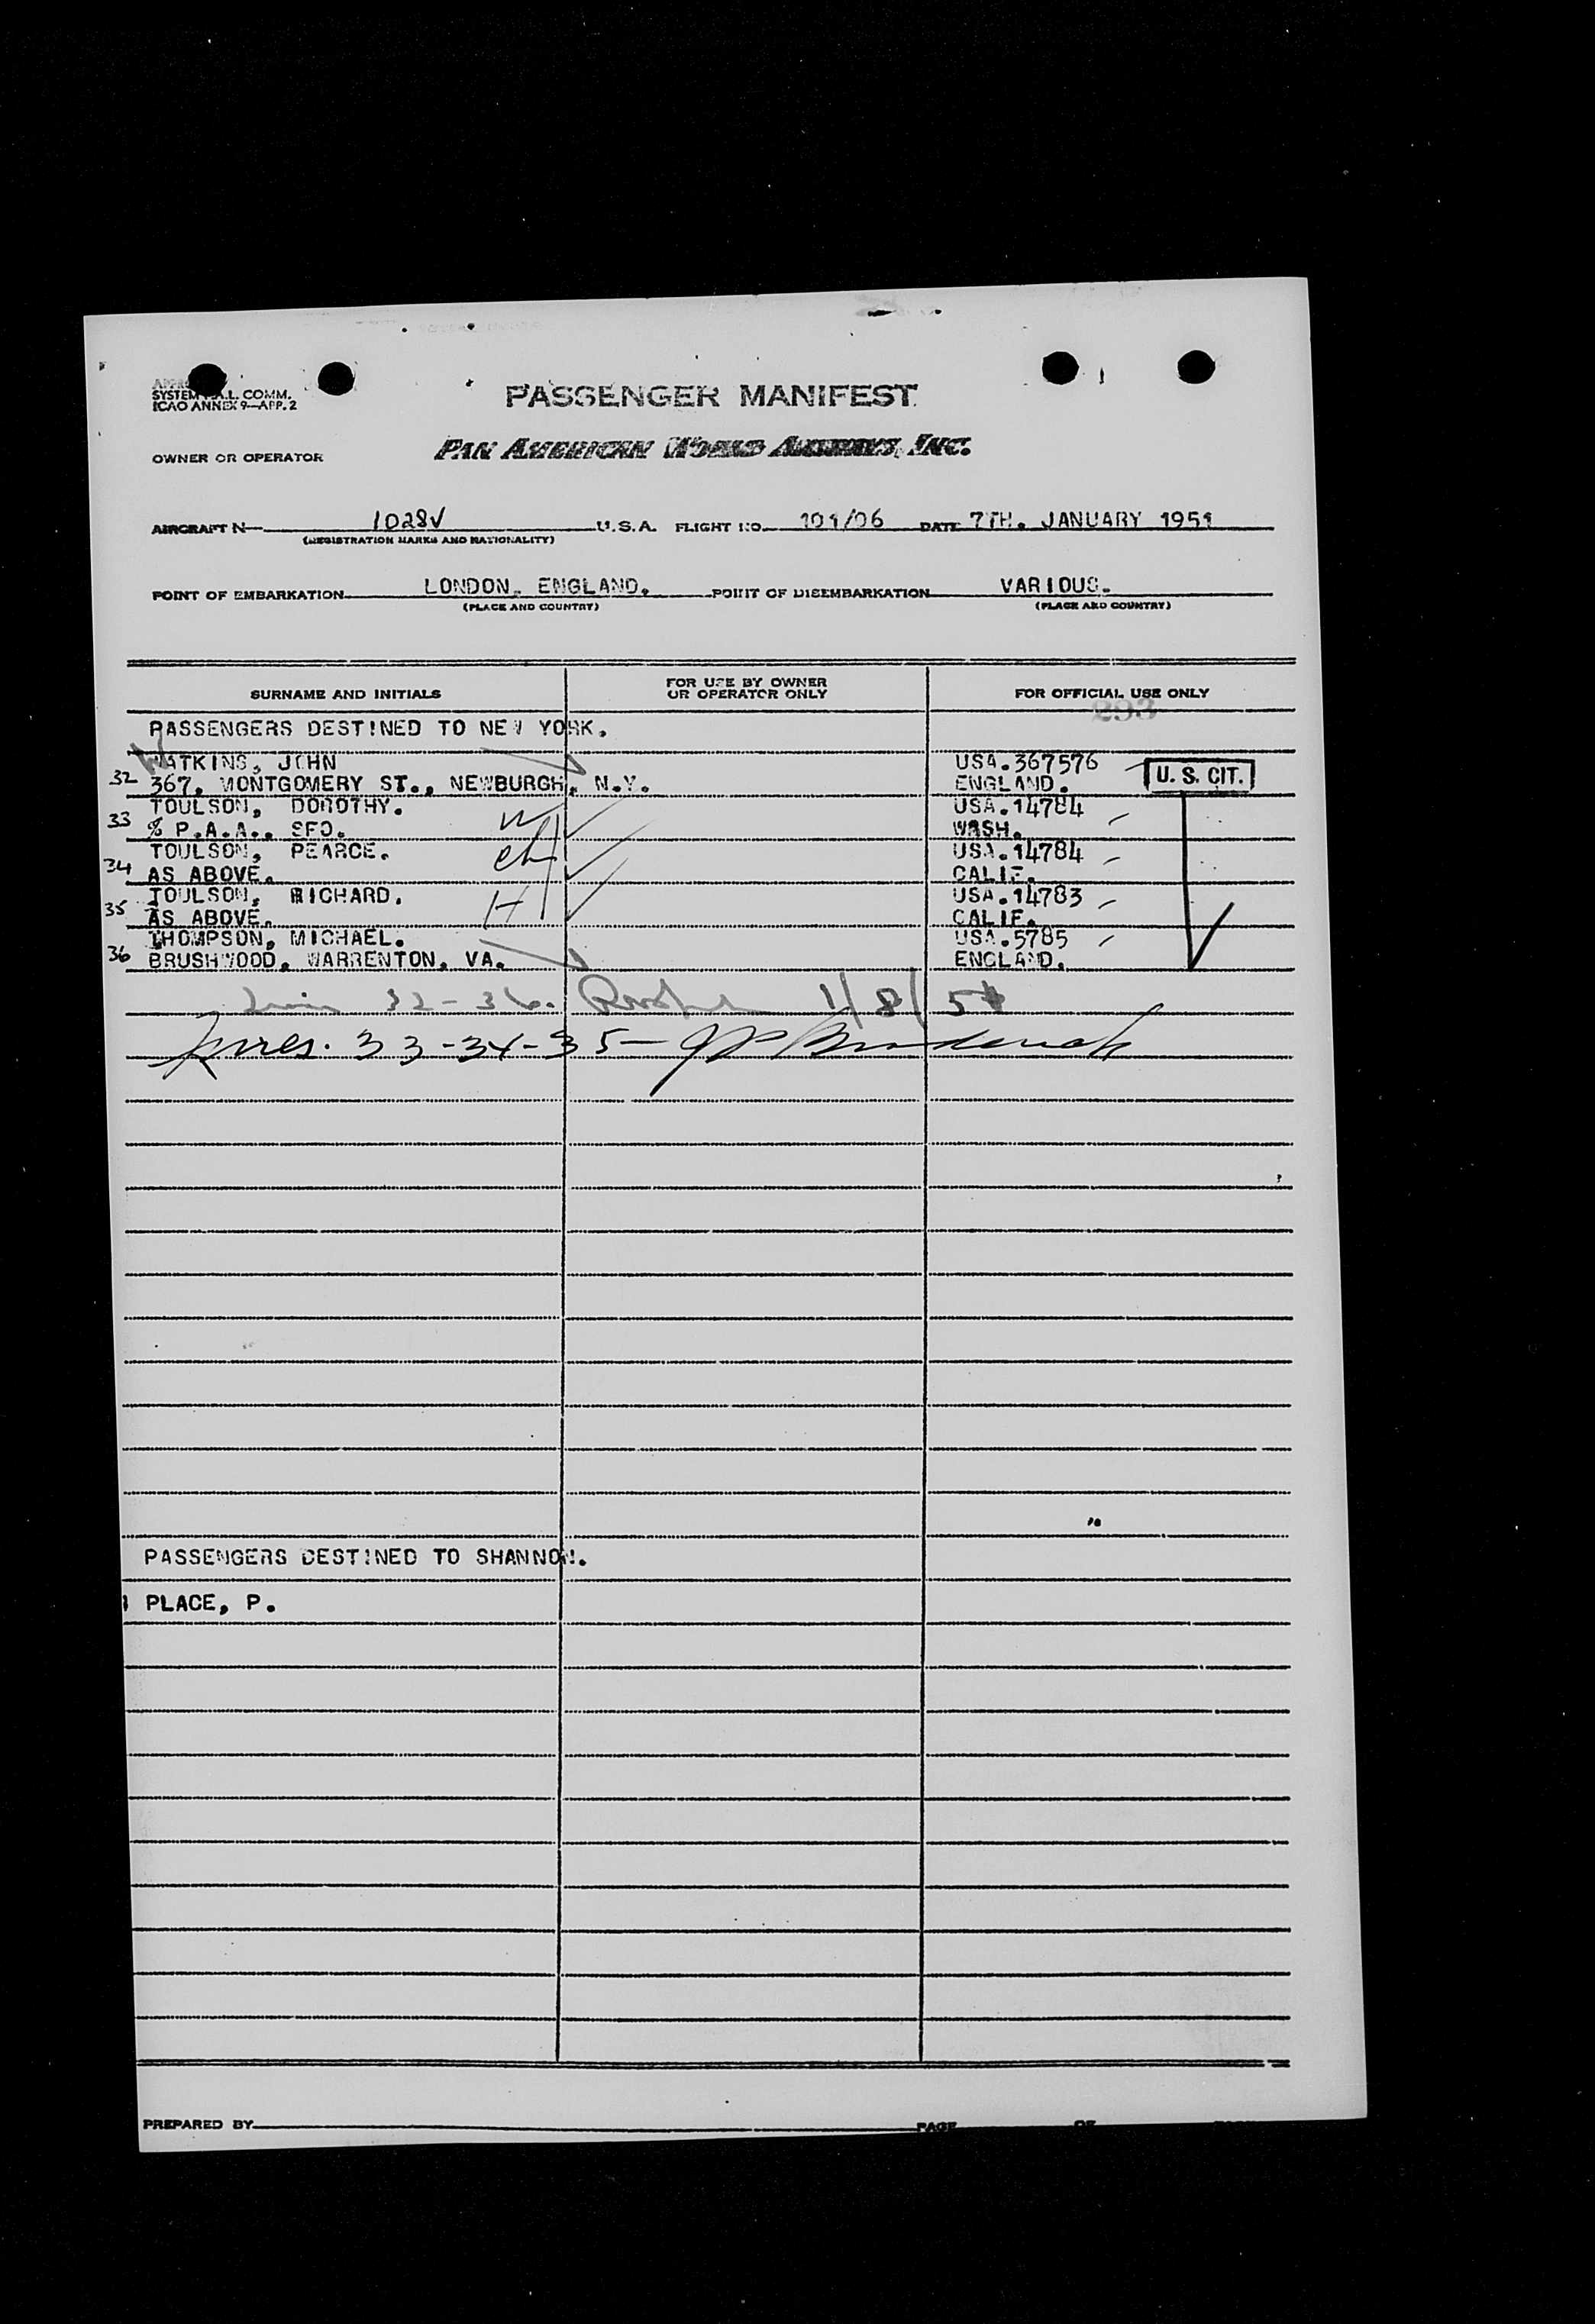 SYSTEM COMM.
ICAO ANNEX 9—APP. 2
PASSENGER MANIFEST
OWNER OR OPERATOR
PAN AMERICAN WORLD AIRWAYS, INC.
AIRCRAFT N 1028V U.S.A. FLIGHT NO. 101/06 DATE 7TH. JANUARY 1951
(REGISTRATION MARKS AND NATIONALITY)
POINT OF EMBARKATION LONDON, ENGLAND. POINT OF DISEMBARKATION VARIOUS.
(PLACE AND COUNTRY) (PLACE AND COUNTRY)
SURNAME AND INITIALS FOR USE BY OWNER OR OPERATOR ONLY FOR OFFICIAL USE ONLY
293
PASSENGERS DESTINED TO NEW YORK.
WATKINS, JOHN USA.367576
32 367, MONTGOMERY ST., NEWBURGH, N.Y. ENGLAND. U. S. CIT.
TOULSON, DOROTHY. USA.14784
33 % P.A.A., SFO. W WASH.
TOULSON, PEARCE. USA.14784
34 AS ABOVE. Ch CALIF.
TOULSON, RICHARD. USA.14783
35 AS ABOVE. H CALIF.
THOMPSON, MICHAEL. USA.5785
36 BRUSHWOOD, WARRENTON, VA. ENGLAND.
32-36. 1/8/51
33-34-35—
PASSENGERS DESTINED TO SHANNON.
1 PLACE, P.
PREPARED BY PAGE OF